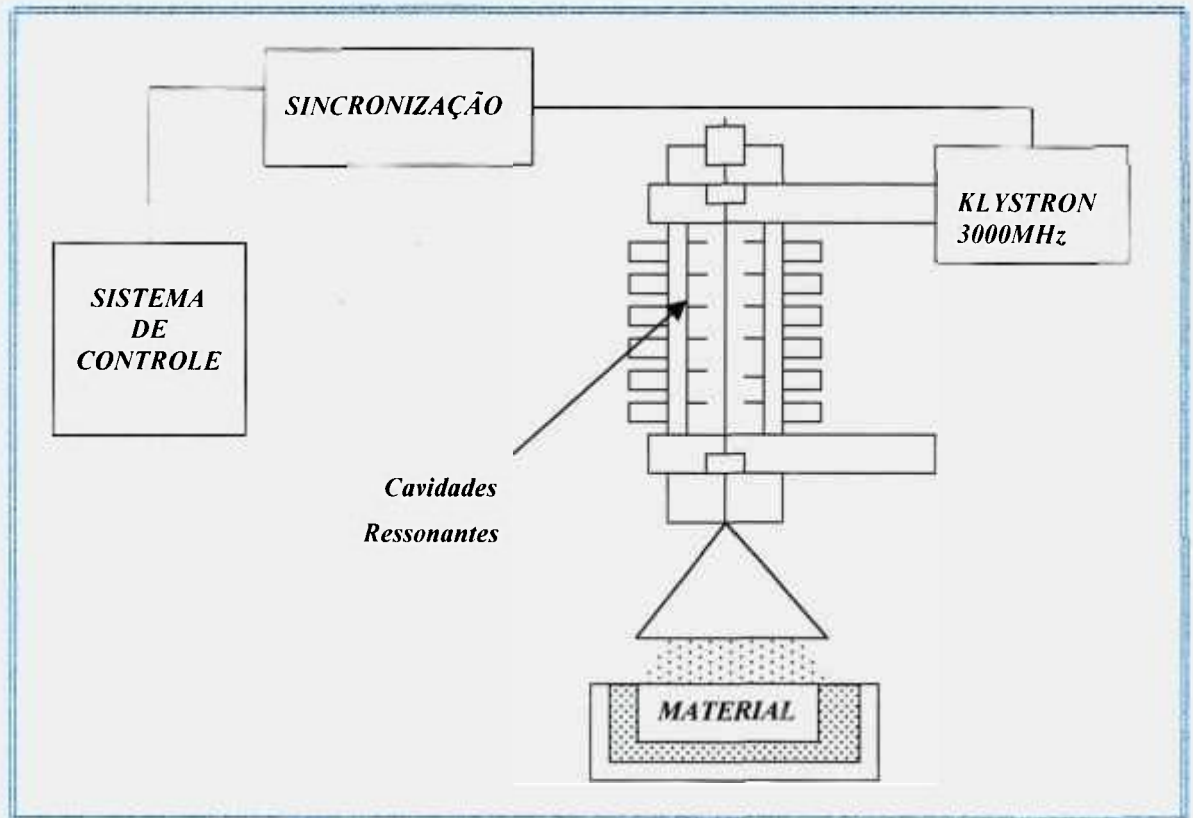 SINCRONIZAÇÃO
KLYSTRON
3000MHz
SISTEMA
DE
CONTROLE
Cavidades
Ressonantes
MATERIAL